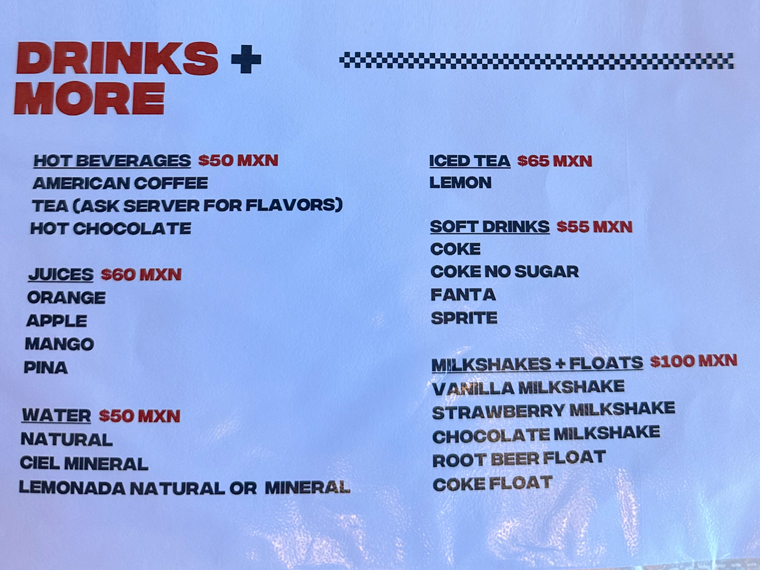 DRINKS +
MORE
HOT BEVERAGES $50 MXN
AMERICAN COFFEE
TEA (ASK SERVER FOR FLAVORS)
HOT CHOCOLATE
JUICES $60 MXN
ORANGE
APPLE
MANGO
PINA
WATER $50 MXN
NATURAL
CIEL MINERAL
LEMONADA NATURAL OR MINERAL
ICED TEA $65 MXN
LEMON
SOFT DRINKS $55 MXN
COKE
COKE NO SUGAR
FANTA
SPRITE
MILKSHAKES + FLOATS $100 MXN
VANILLA MILKSHAKE
STRAWBERRY MILKSHAKE
CHOCOLATE MILKSHAKE
ROOT BEER FLOAT
COKE FLOAT